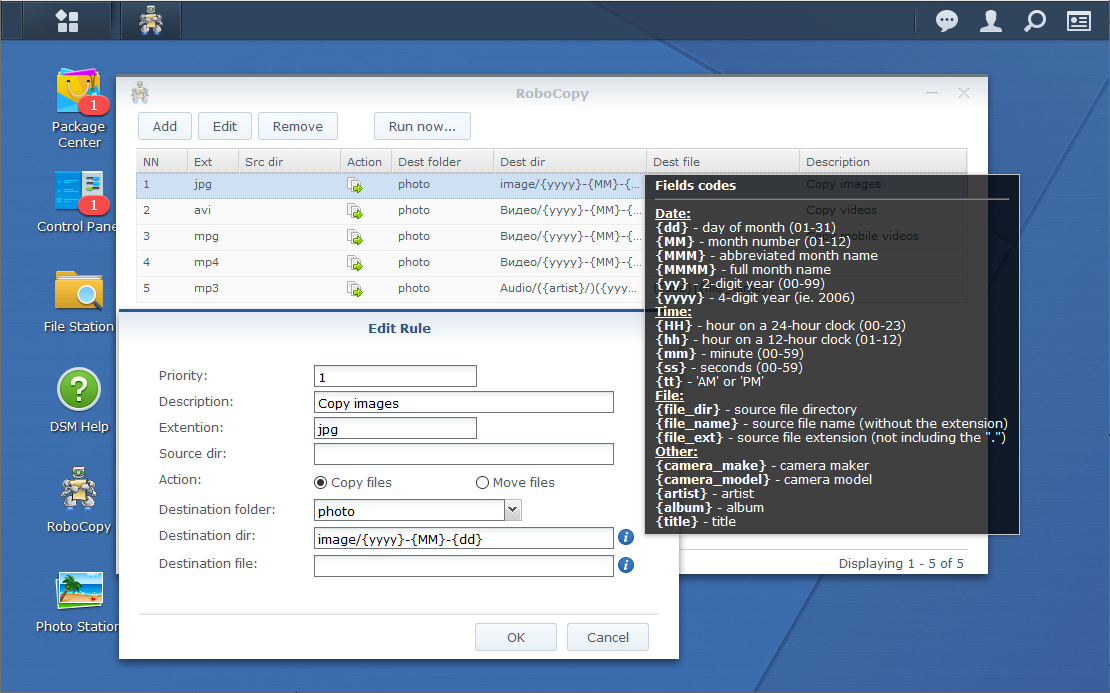 1
Package
Center
1
Control Pane
File Station
DSM Help
RoboCopy
Photo Station
RoboCopy
Add Edit Remove Run now...
NN Ext Src dir Action Dest folder Dest dir Dest file Description
1 jpg photo image/{yyyy}-{MM}-{... Copy images
2 avi photo Видео/{yyyy}-{MM}-{... Copy videos
3 mpg photo Видео/{yyyy}-{MM}-{... mobile videos
4 mp4 photo Видео/{yyyy}-{MM}-{...
5 mp3 photo Audio/({artist}/)({yyy...
Displaying 1 - 5 of 5
Edit Rule
Priority: 1
Description: Copy images
Extention: jpg
Source dir:
Action: Copy files Move files
Destination folder: photo
Destination dir: image/{yyyy}-{MM}-{dd}
Destination file:
OK Cancel
Fields codes
Date:
{dd} - day of month (01-31)
{MM} - month number (01-12)
{MMM} - abbreviated month name
{MMMM} - full month name
{yy} - 2-digit year (00-99)
{yyyy} - 4-digit year (ie. 2006)
Time:
{HH} - hour on a 24-hour clock (00-23)
{hh} - hour on a 12-hour clock (01-12)
{mm} - minute (00-59)
{ss} - seconds (00-59)
{tt} - 'AM' or 'PM'
File:
{file_dir} - source file directory
{file_name} - source file name (without the extension)
{file_ext} - source file extension (not including the ".")
Other:
{camera_make} - camera maker
{camera_model} - camera model
{artist} - artist
{album} - album
{title} - title